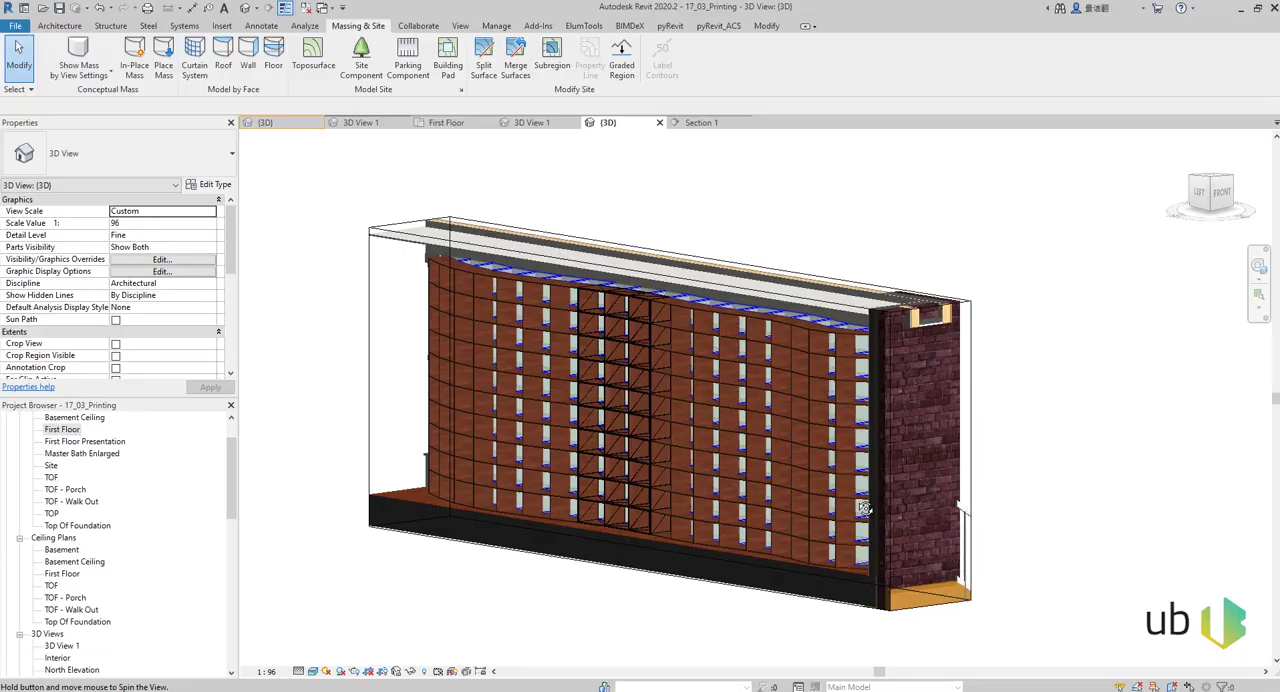 Autodesk Revit 2020.2 - 17_03_Printing - 3D View: {3D}
File Architecture Structure Steel Systems Insert Annotate Analyze Massing & Site Collaborate View Manage Add-Ins ElumTools BIMDeX pyRevit pyRevit_ACS Modify
Modify
Show Mass
by View Settings
In-Place
Mass
Place
Mass
Curtain
System
Roof
Wall
Floor
Toposurface
Site
Component
Parking
Component
Building
Pad
Split
Surface
Merge
Surfaces
Subregion
Property
Line
Graded
Region
50
Label
Contours
Select
Conceptual Mass
Model by Face
Model Site
Modify Site
Properties
{3D}
3D View 1
First Floor
3D View 1
{3D}
Section 1
3D View
3D View: {3D}
Edit Type
Graphics
View Scale Custom
Scale Value 1: 96
Detail Level Fine
Parts Visibility Show Both
Visibility/Graphics Overrides Edit...
Graphic Display Options Edit...
Discipline Architectural
Show Hidden Lines By Discipline
Default Analysis Display Style None
Sun Path
Extents
Crop View
Crop Region Visible
Annotation Crop
Properties help
Apply
Project Browser - 17_03_Printing
Basement Ceiling
First Floor
First Floor Presentation
Master Bath Enlarged
Site
TOF
TOF - Porch
TOF - Walk Out
TOP
Top Of Foundation
Ceiling Plans
Basement
Basement Ceiling
First Floor
TOF
TOF - Porch
TOF - Walk Out
Top Of Foundation
3D Views
3D View 1
Interior
North Elevation
LEFT
FRONT
ub
1 : 96
Hold button and move mouse to Spin the View.
:0
Main Model
:0